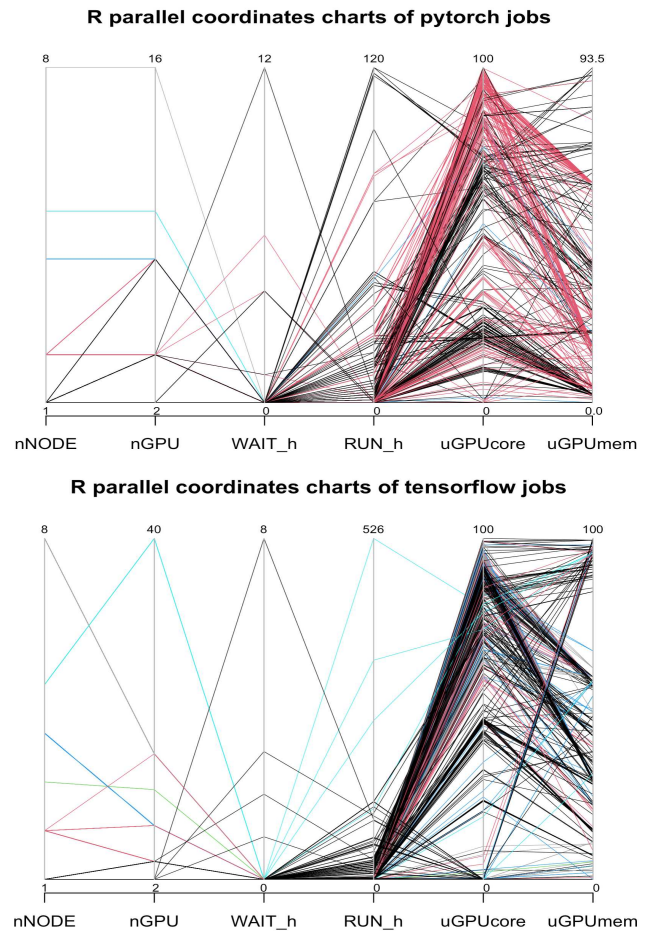 R parallel coordinates charts of pytorch jobs
8 16 12 120 100 93.5
1 2 0 0 0 0.0
nNODE nGPU WAIT_h RUN_h uGPUcore uGPUmem
R parallel coordinates charts of tensorflow jobs
8 40 8 526 100 100
1 2 0 0 0 0
nNODE nGPU WAIT_h RUN_h uGPUcore uGPUmem